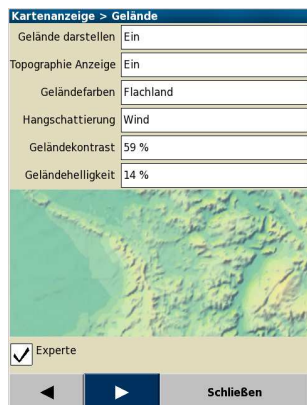 Kartenanzeige > Gelände
Gelände darstellen Ein
Topographie Anzeige Ein
Geländefarben Flachland
Hangschattierung Wind
Geländekontrast 59 %
Geländehelligkeit 14 %
Experte
Schließen